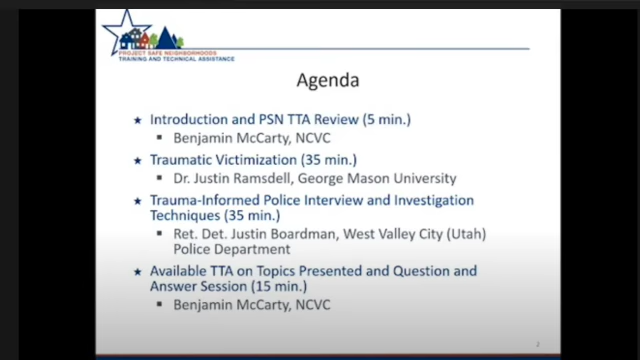 PROJECT SAFE NEIGHBORHOODS
TRAINING AND TECHNICAL ASSISTANCE
Agenda
Introduction and PSN TTA Review (5 min.)
Benjamin McCarty, NCVC
Traumatic Victimization (35 min.)
Dr. Justin Ramsdell, George Mason University
Trauma-Informed Police Interview and Investigation
Techniques (35 min.)
Ret. Det. Justin Boardman, West Valley City (Utah)
Police Department
Available TTA on Topics Presented and Question and
Answer Session (15 min.)
Benjamin McCarty, NCVC
2